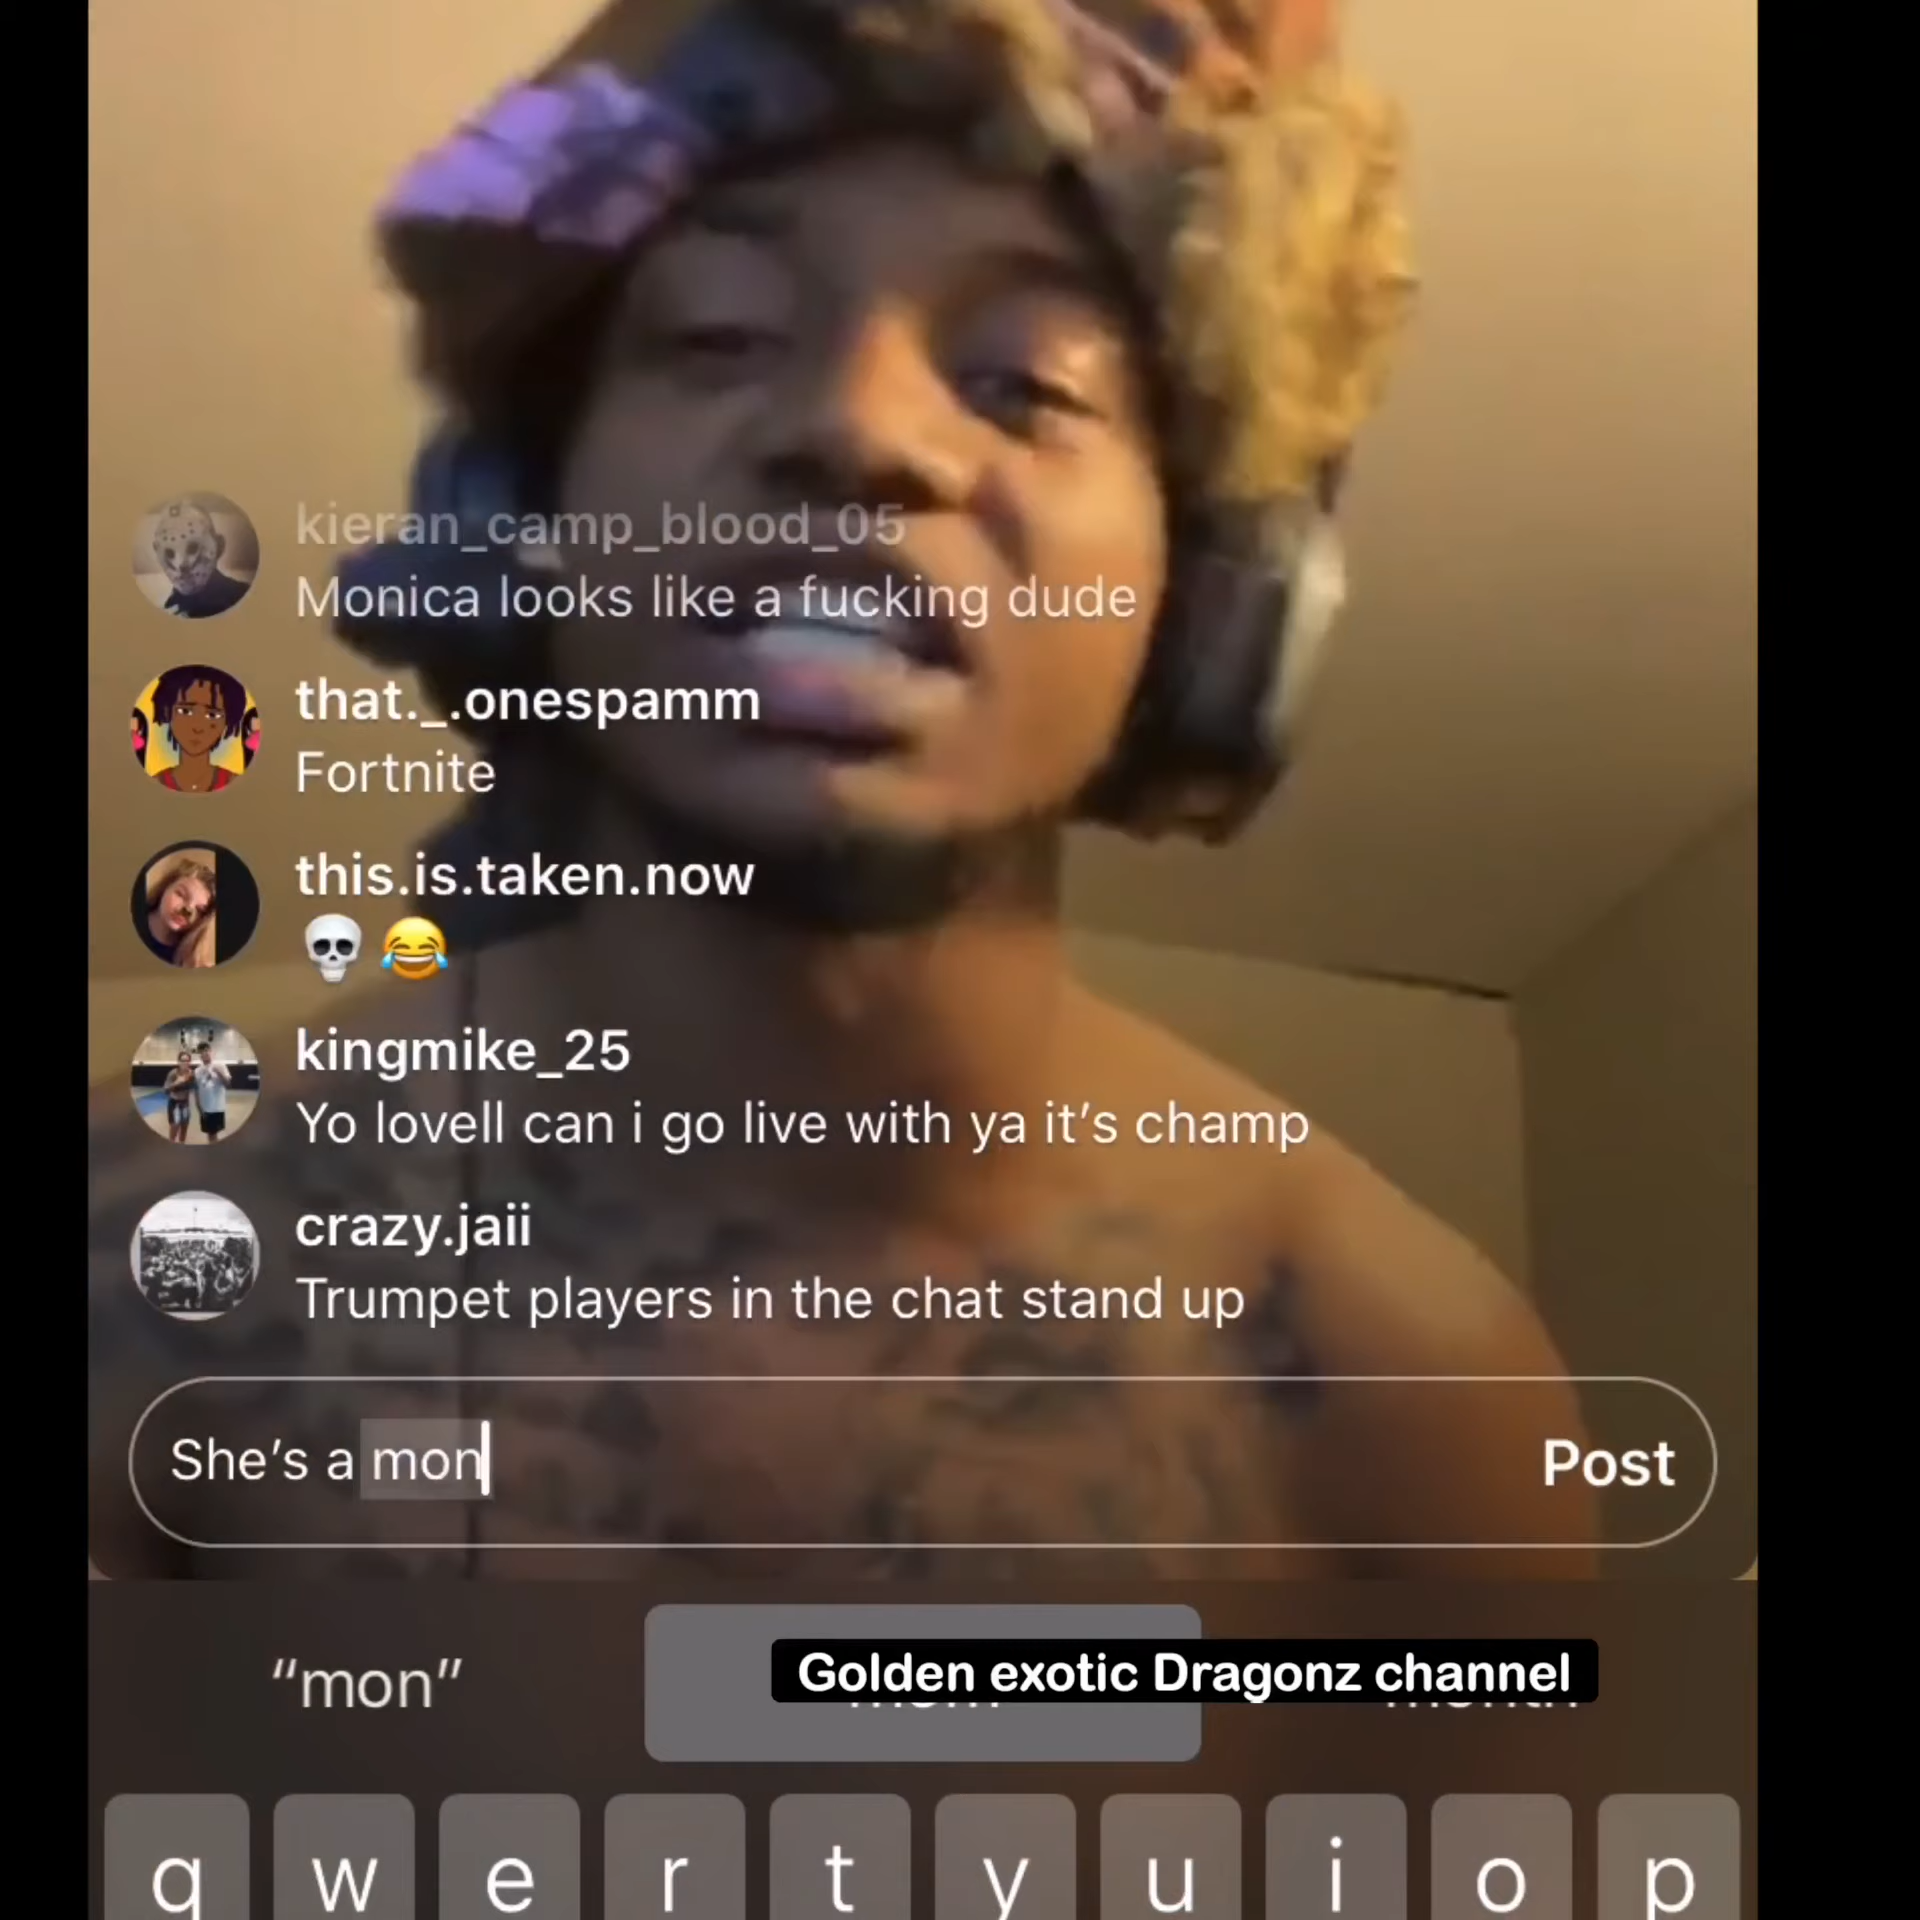 kieran_camp_blood_05
Monica looks like a fucking dude
that._.onespamm
Fortnite
this.is.taken.now
💀 😂
kingmike_25
Yo lovell can i go live with ya it’s champ
crazy.jaii
Trumpet players in the chat stand up
She’s a mon
Post
“mon”
Golden exotic Dragonz channel
q w e r t y u i o p